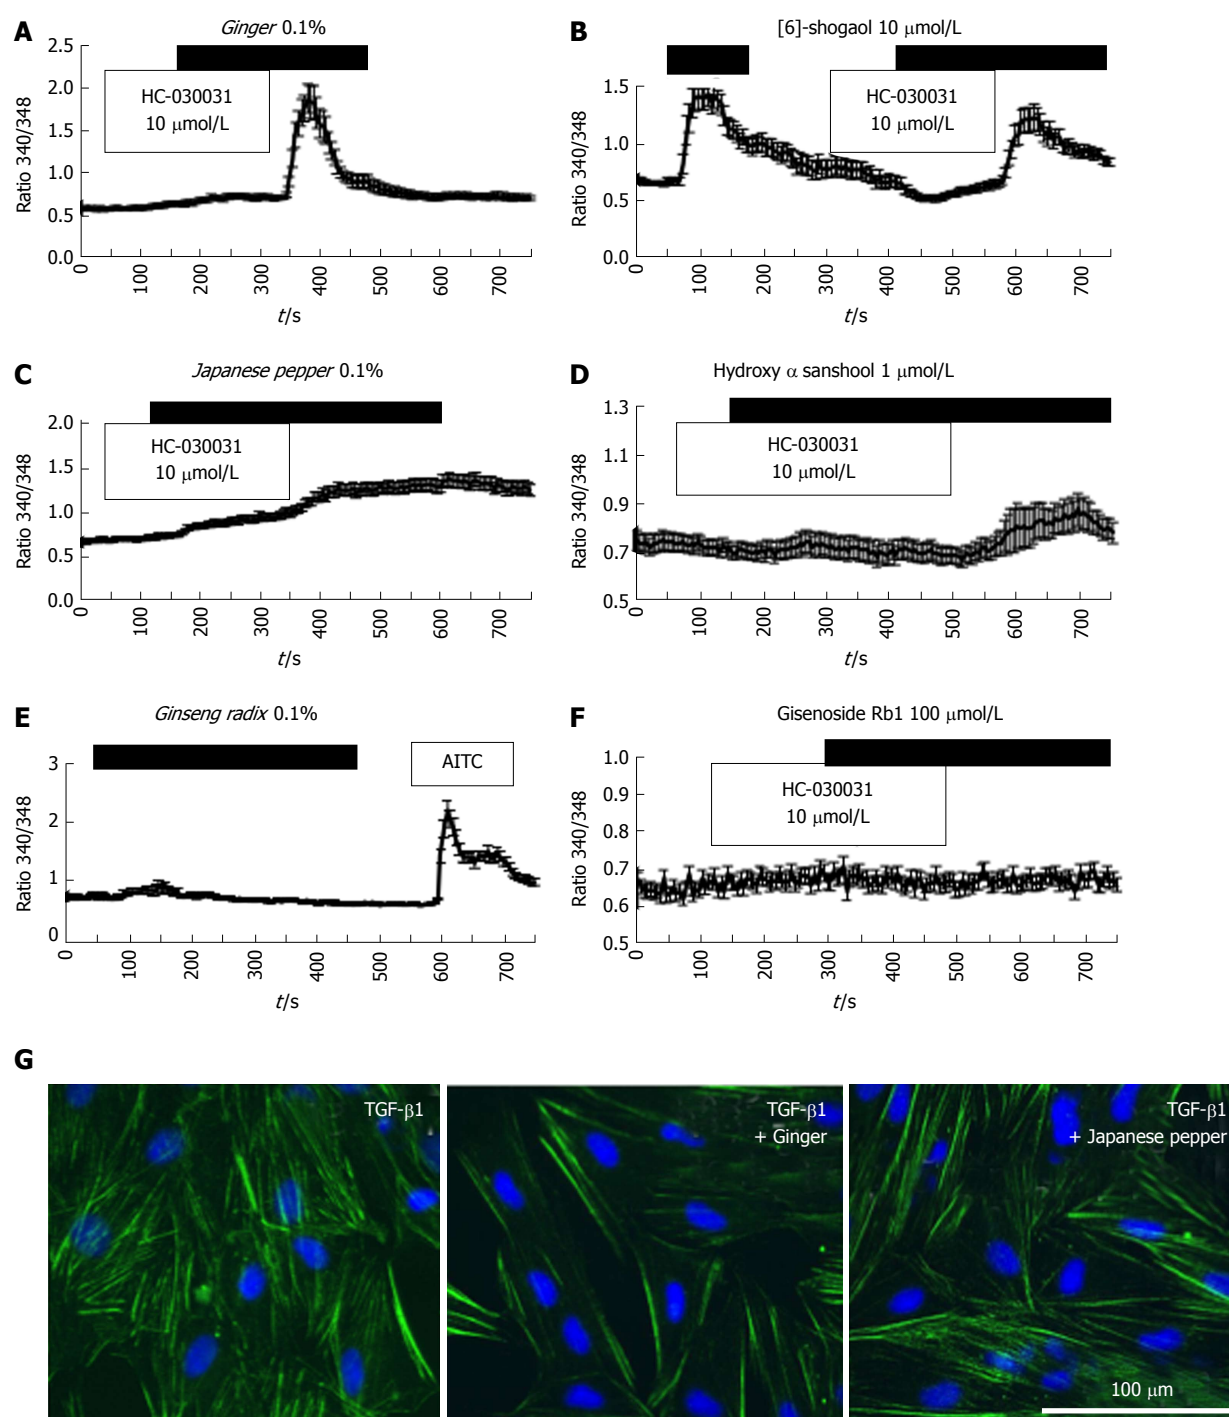 A
Ginger 0.1%
2.5
2.0
1.5
1.0
0.5
0.0
Ratio 340/348
HC-030031
10 μmol/L
0
100
200
300
400
500
600
700
t/s
B
[6]-shogaol 10 μmol/L
1.5
1.0
0.5
0.0
Ratio 340/348
HC-030031
10 μmol/L
0
100
200
300
400
500
600
700
t/s
C
Japanese pepper 0.1%
2.0
1.5
1.0
0.5
0.0
Ratio 340/348
HC-030031
10 μmol/L
0
100
200
300
400
500
600
700
t/s
D
Hydroxy α sanshool 1 μmol/L
1.3
1.1
0.9
0.7
0.5
Ratio 340/348
HC-030031
10 μmol/L
0
100
200
300
400
500
600
700
t/s
E
Ginseng radix 0.1%
3
2
1
0
Ratio 340/348
AITC
0
100
200
300
400
500
600
700
t/s
F
Gisenoside Rb1 100 μmol/L
1.0
0.9
0.8
0.7
0.6
0.5
Ratio 340/348
HC-030031
10 μmol/L
0
100
200
300
400
500
600
700
t/s
G
TGF-β1
TGF-β1
+ Ginger
TGF-β1
+ Japanese pepper
100 μm